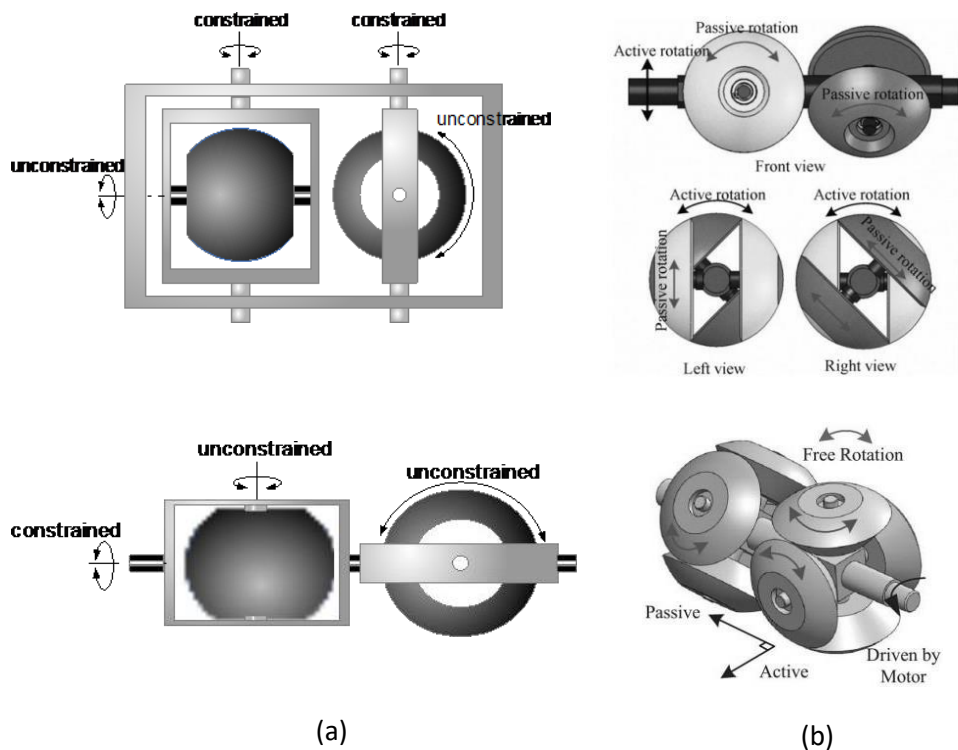 constrained
constrained
unconstrained
unconstrained
Passive rotation
Active rotation
Passive rotation
Front view
Active rotation
Active rotation
Passive rotation
Passive rotation
Left view
Right view
unconstrained
unconstrained
constrained
Free Rotation
Passive
Active
Driven by
Motor
(a)
(b)